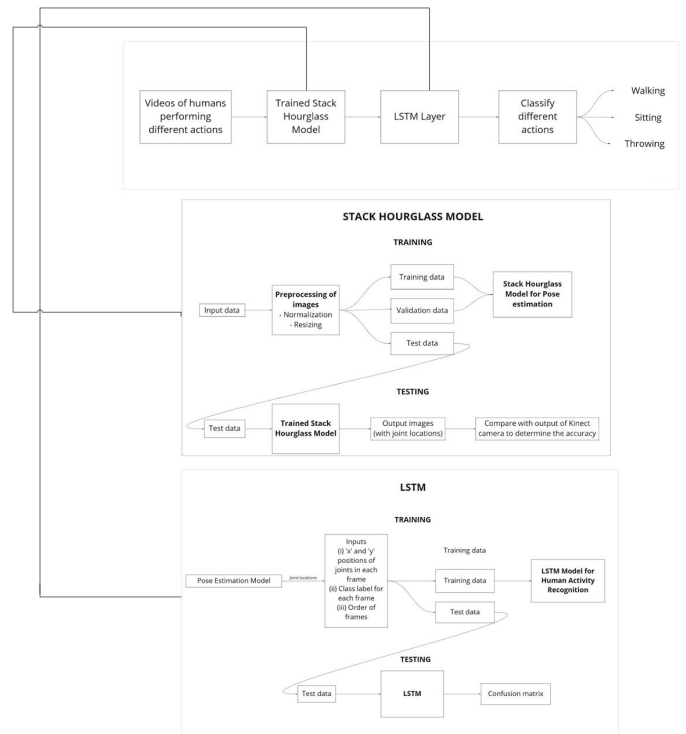 Videos of humans
performing
different actions
Trained Stack
Hourglass
Model
LSTM Layer
Classify
different
actions
Walking
Sitting
Throwing
STACK HOURGLASS MODEL
TRAINING
Input data
Preprocessing of
images
- Normalization
- Resizing
Training data
Validation data
Test data
Stack Hourglass
Model for Pose
estimation
TESTING
Test data
Trained Stack
Hourglass Model
Output images
(with joint locations)
Compare with output of Kinect
camera to determine the accuracy
LSTM
TRAINING
Pose Estimation Model
Joint locations
Inputs
(i) 'x' and 'y'
positions of
joints in each
frame
(ii) Class label for
each frame
(iii) Order of
frames
Training data
Training data
Test data
LSTM Model for
Human Activity
Recognition
TESTING
Test data
LSTM
Confusion matrix